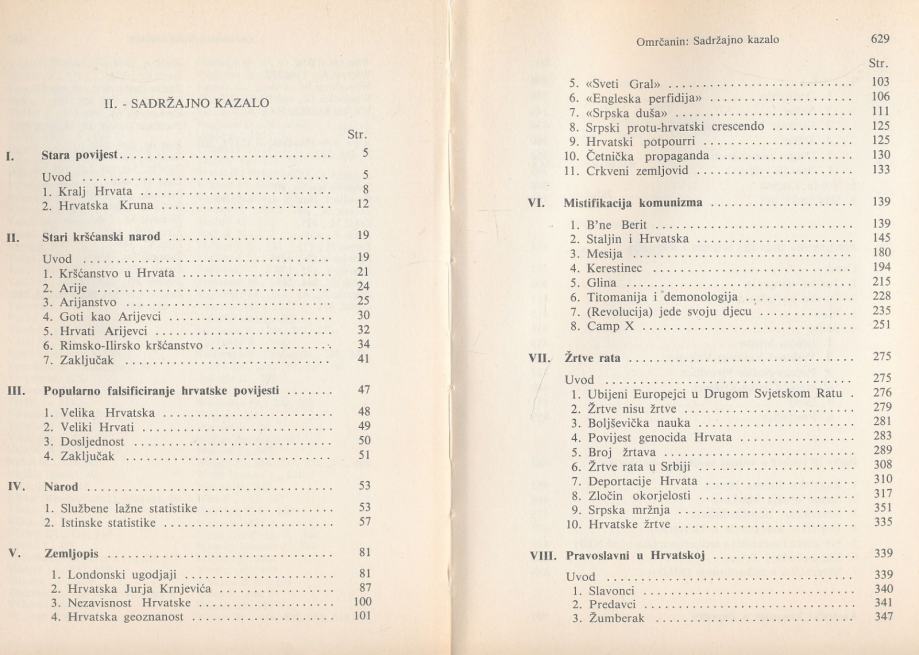 II. - SADRŽAJNO KAZALO
Str.
I. Stara povijest 5
Uvod 5
1. Kralj Hrvata 8
2. Hrvatska Kruna 12
II. Stari kršćanski narod 19
Uvod 19
1. Kršćanstvo u Hrvata 21
2. Arije 24
3. Arijanstvo 25
4. Goti kao Arijevci 30
5. Hrvati Arijevci 32
6. Rimsko-Ilirsko kršćanstvo 34
7. Zaključak 41
III. Popularno falsificiranje hrvatske povijesti 47
1. Velika Hrvatska 48
2. Veliki Hrvati 49
3. Dosljednost 50
4. Zaključak 51
IV. Narod 53
1. Službene lažne statistike 53
2. Istinske statistike 57
V. Zemljopis 81
1. Londonski ugodjaji 81
2. Hrvatska Jurja Krnjevića 87
3. Nezavisnost Hrvatske 100
4. Hrvatska geoznanost 101
Omrčanin: Sadržajno kazalo 629
Str.
5. «Sveti Gral» 103
6. «Engleska perfidija» 106
7. «Srpska duša» 111
8. Srpski protu-hrvatski crescendo 125
9. Hrvatski potpourri 125
10. Četnička propaganda 130
11. Crkveni zemljovid 133
VI. Mistifikacija komunizma 139
1. B'ne Berit 139
2. Staljin i Hrvatska 145
3. Mesija 180
4. Kerestinec 194
5. Glina 215
6. Titomanija i demonologija 228
7. (Revolucija) jede svoju djecu 235
8. Camp X 251
VII. Žrtve rata 275
Uvod 275
1. Ubijeni Europejci u Drugom Svjetskom Ratu 276
2. Žrtve nisu žrtve 279
3. Boljševička nauka 281
4. Povijest genocida Hrvata 283
5. Broj žrtava 289
6. Žrtve rata u Srbiji 308
7. Deportacije Hrvata 310
8. Zločin okorjelosti 317
9. Srpska mržnja 351
10. Hrvatske žrtve 335
VIII. Pravoslavni u Hrvatskoj 339
Uvod 339
1. Slavonci 340
2. Predavci 341
3. Žumberak 347